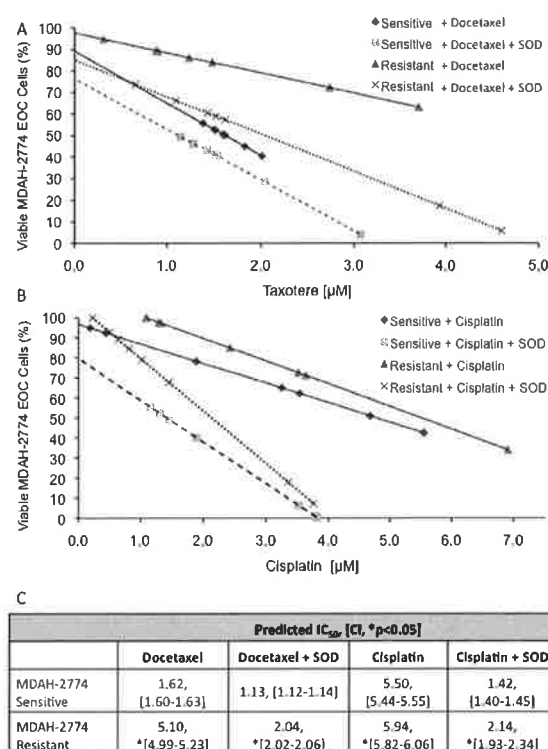 A
Viable MDAH-2774 EOC Cells (%)
100
90
80
70
60
50
40
30
20
10
0
Sensitive + Docetaxel
Sensitive + Docetaxel + SOD
Resistant + Docetaxel
Resistant + Docetaxel + SOD
0.0 1.0 2.0 3.0 4.0 5.0
Taxotere [µM]
B
Viable MDAH-2774 EOC Cells (%)
100
90
80
70
60
50
40
30
20
10
0
Sensitive + Cisplatin
Sensitive + Cisplatin + SOD
Resistant + Cisplatin
Resistant + Cisplatin + SOD
0.0 1.0 2.0 3.0 4.0 5.0 6.0 7.0
Cisplatin [µM]
C
Predicted IC50, [CI, *p<0.05]
Docetaxel Docetaxel + SOD Cisplatin Cisplatin + SOD
MDAH-2774 Sensitive 1.62, [1.60-1.63] 1.13, [1.12-1.14] 5.50, [5.44-5.55] 1.42, [1.40-1.45]
MDAH-2774 Resistant 5.10, *[4.99-5.23] 2.04, *[2.02-2.06] 5.94, *[5.82-6.06] 2.14, *[1.93-2.34]